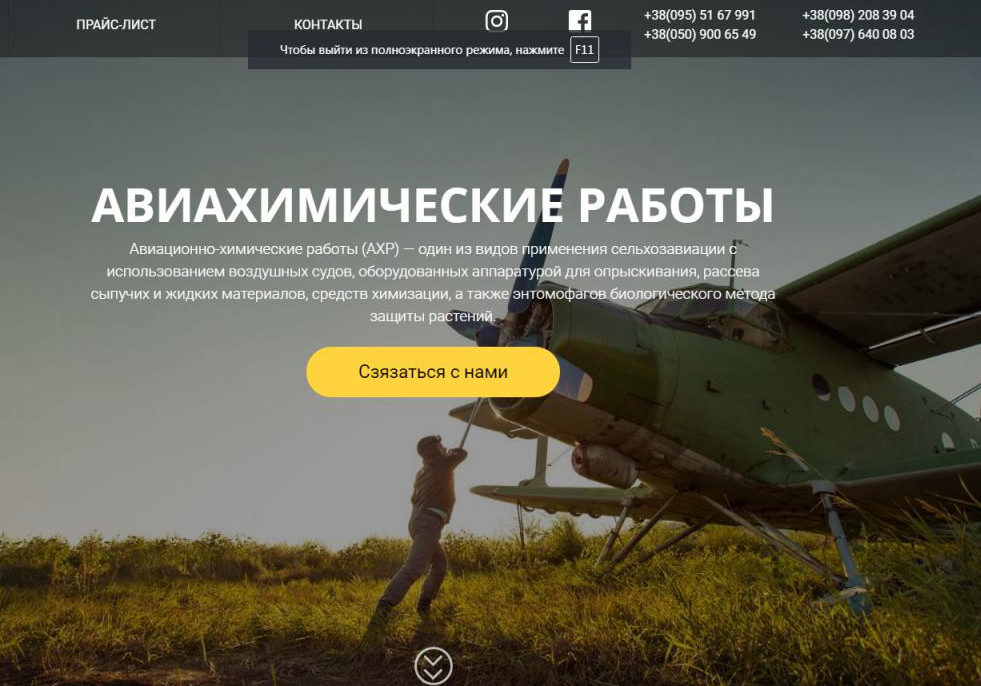 ПРАЙС-ЛИСТ
КОНТАКТЫ
+38(095) 51 67 991
+38(098) 208 39 04
+38(050) 900 65 49
+38(097) 640 08 03
Чтобы выйти из полноэкранного режима, нажмите F11
АВИАХИМИЧЕСКИЕ РАБОТЫ
Авиационно-химические работы (АХР) — один из видов применения сельхозавиации с
использованием воздушных судов, оборудованных аппаратурой для опрыскивания, рассева
сыпучих и жидких материалов, средств химизации, а также энтомофагов биологического метода
защиты растений.
Сязаться с нами